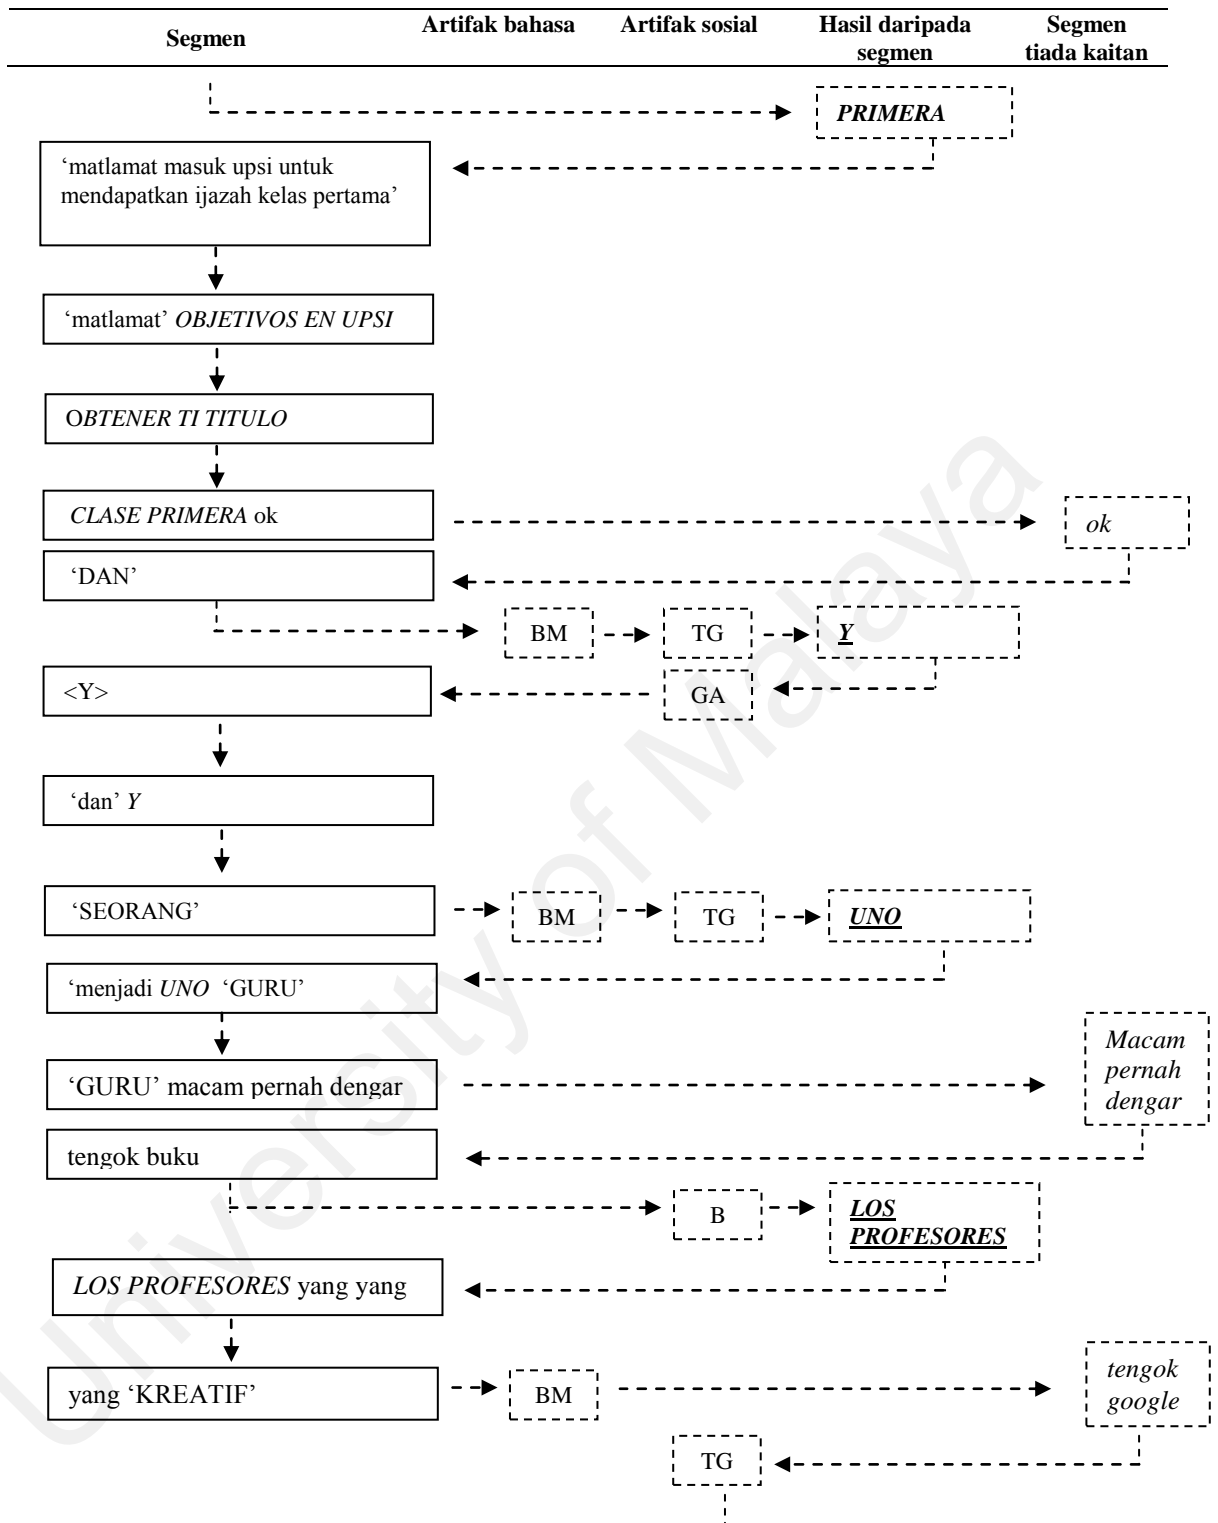 Segmen Artifak bahasa Artifak sosial Hasil daripada Segmen
segmen tiada kaitan
PRIMERA
‘matlamat masuk upsi untuk
mendapatkan ijazah kelas pertama’
‘matlamat’ OBJETIVOS EN UPSI
OBTENER TI TITULO
CLASE PRIMERA ok
ok
‘DAN’
BM TG Y
<Y> GA
‘dan’ Y
‘SEORANG’ BM TG UNO
‘menjadi UNO ‘GURU’
Macam
pernah
dengar
‘GURU’ macam pernah dengar
tengok buku
B LOS
PROFESORES
LOS PROFESORES yang yang
yang ‘KREATIF’ BM tengok
google
TG
University of Malaya